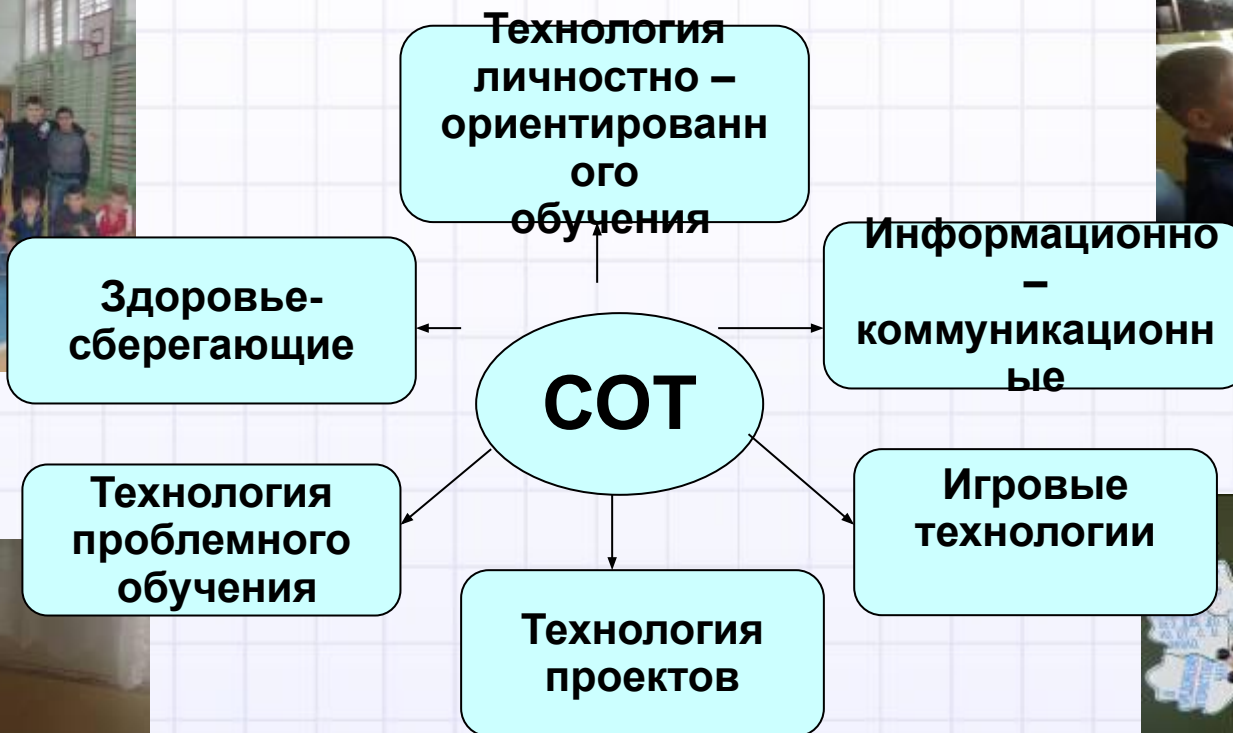 Технология
личностно –
ориентированн
ого
обучения
Информационно
–
коммуникационн
ые
Здоровье-
сберегающие
СОТ
Игровые
технологии
Технология
проблемного
обучения
Технология
проектов